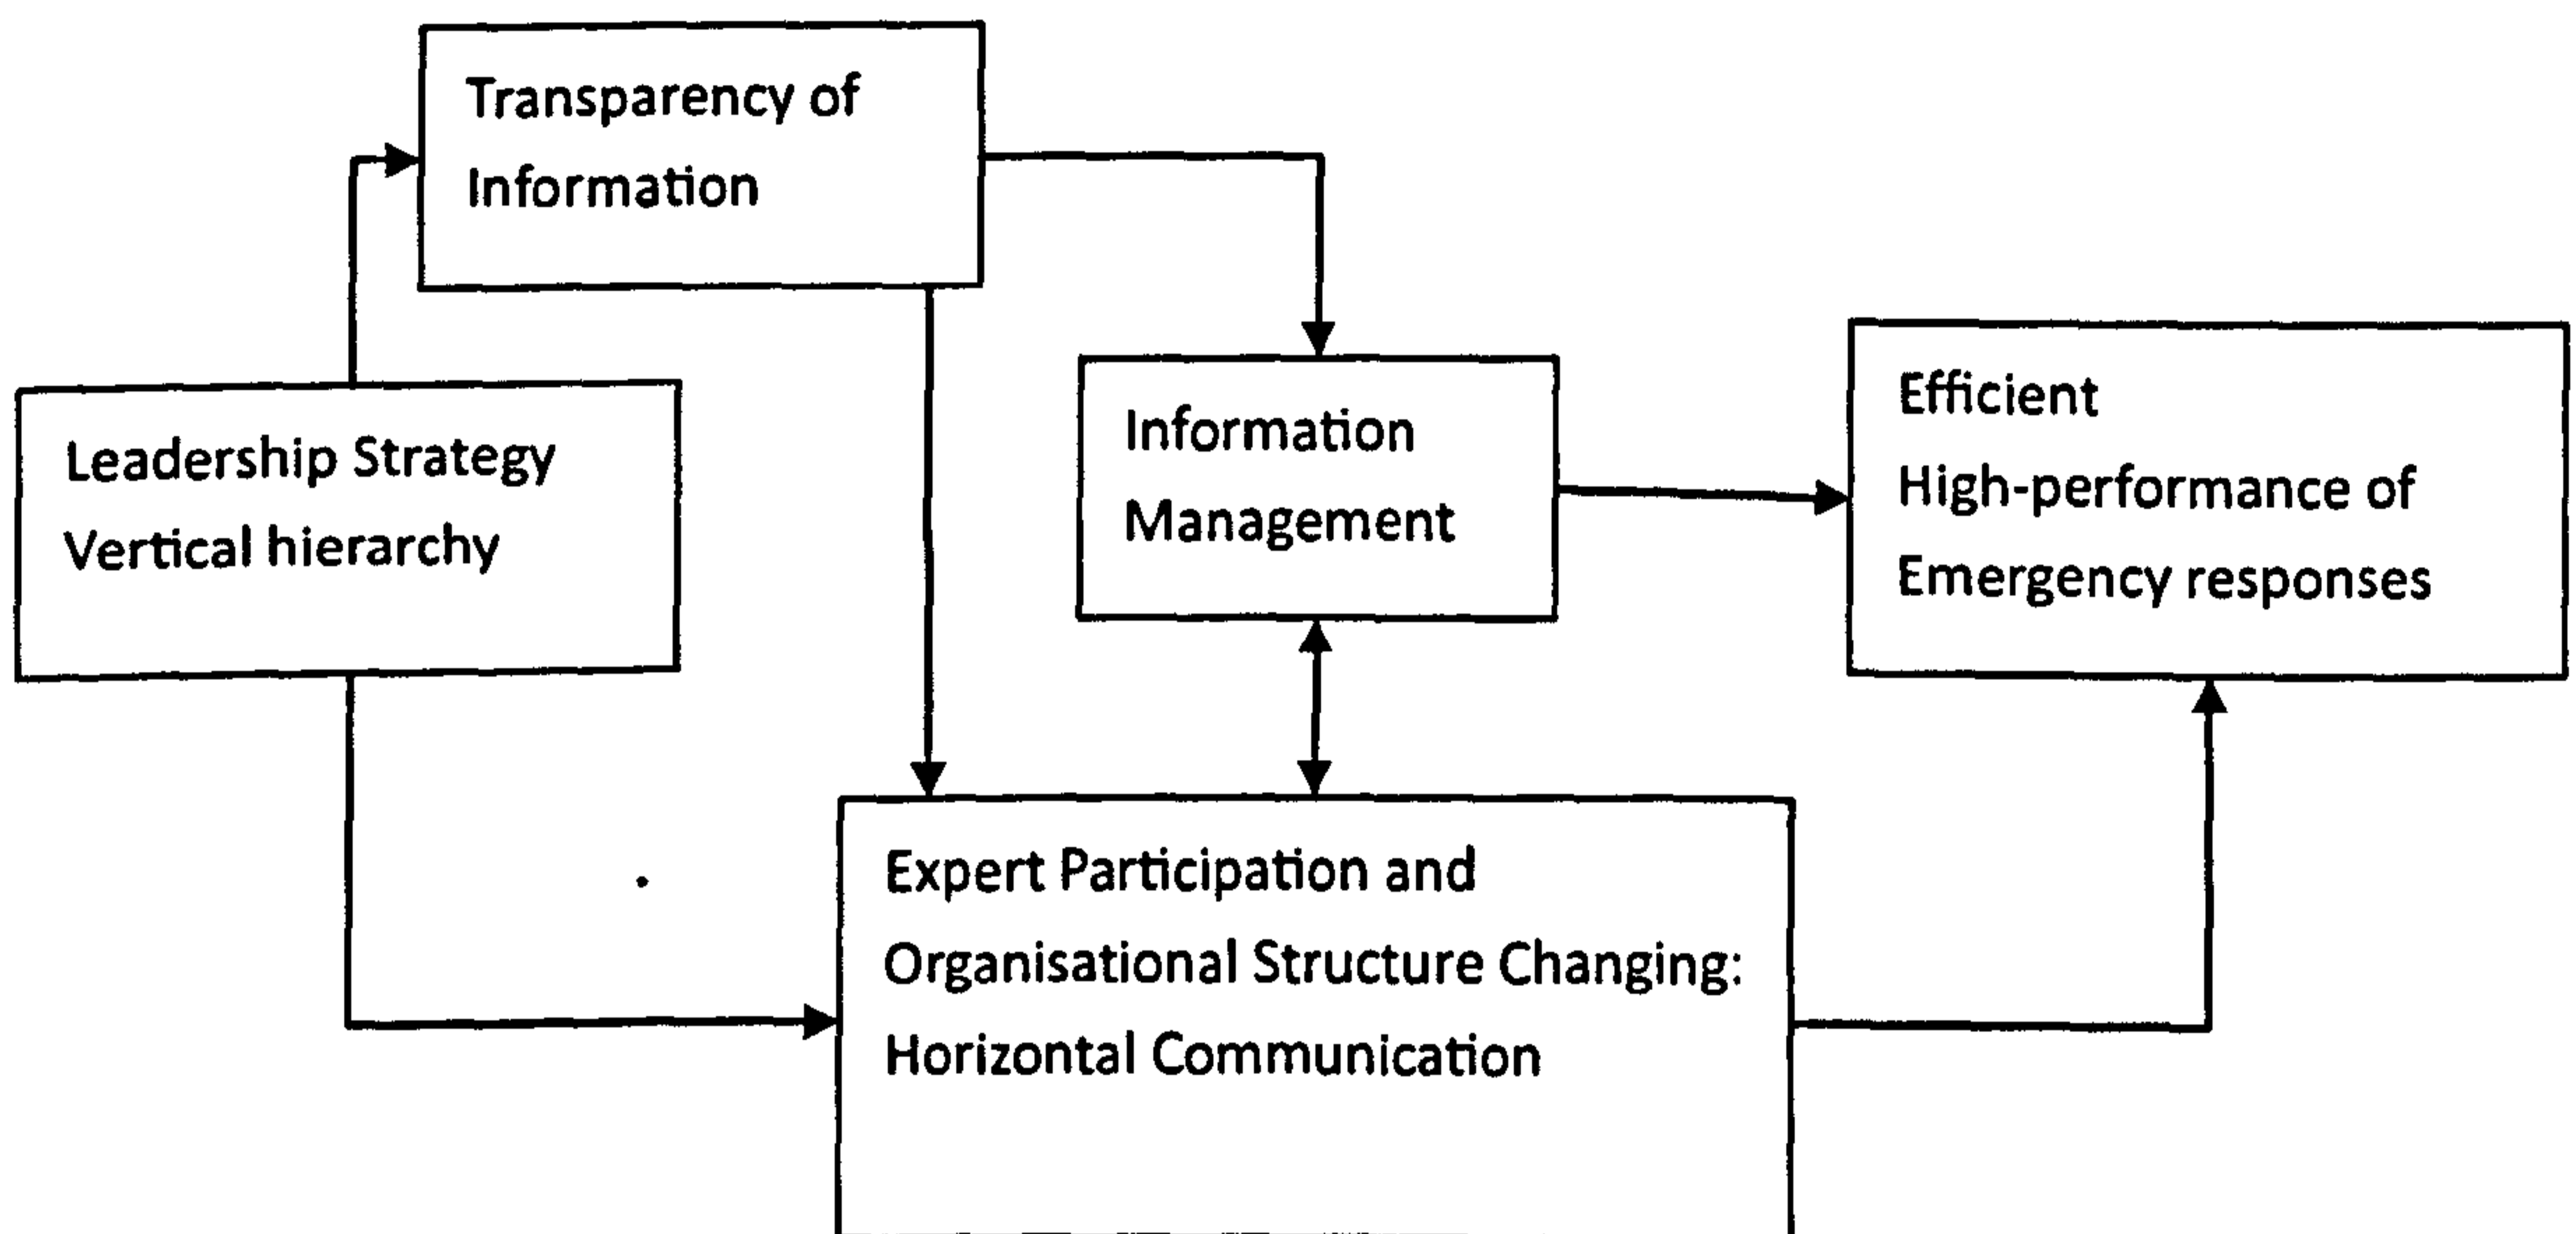 Transparency of
Information
Leadership Strategy
Vertical hierarchy
Information
Management
Efficient
High-performance of
Emergency responses
Expert Participation and
Organisational Structure Changing:
Horizontal Communication